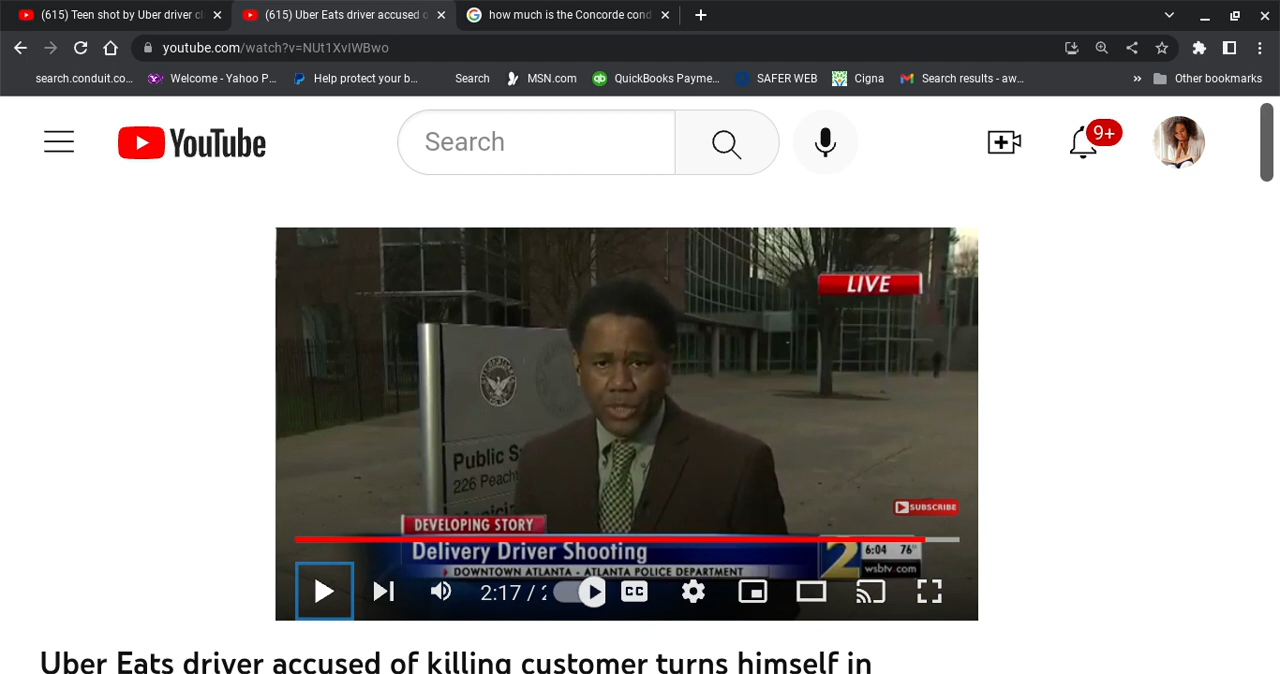 (615) Teen shot by Uber driver cl
(615) Uber Eats driver accused o
how much is the Concorde cond
youtube.com/watch?v=NUt1XvIWBwo
search.conduit.co...
Welcome - Yahoo P...
Help protect your b...
Search
MSN.com
QuickBooks Payme...
SAFER WEB
Cigna
Search results - aw...
»
Other bookmarks
YouTube
Search
9+
LIVE
Public S
226 Peacht
SUBSCRIBE
DEVELOPING STORY
Delivery Driver Shooting
DOWNTOWN ATLANTA - ATLANTA POLICE DEPARTMENT
2
6:04 76°
wsbtv.com
2:17 / 2
CC
Uber Eats driver accused of killing customer turns himself in